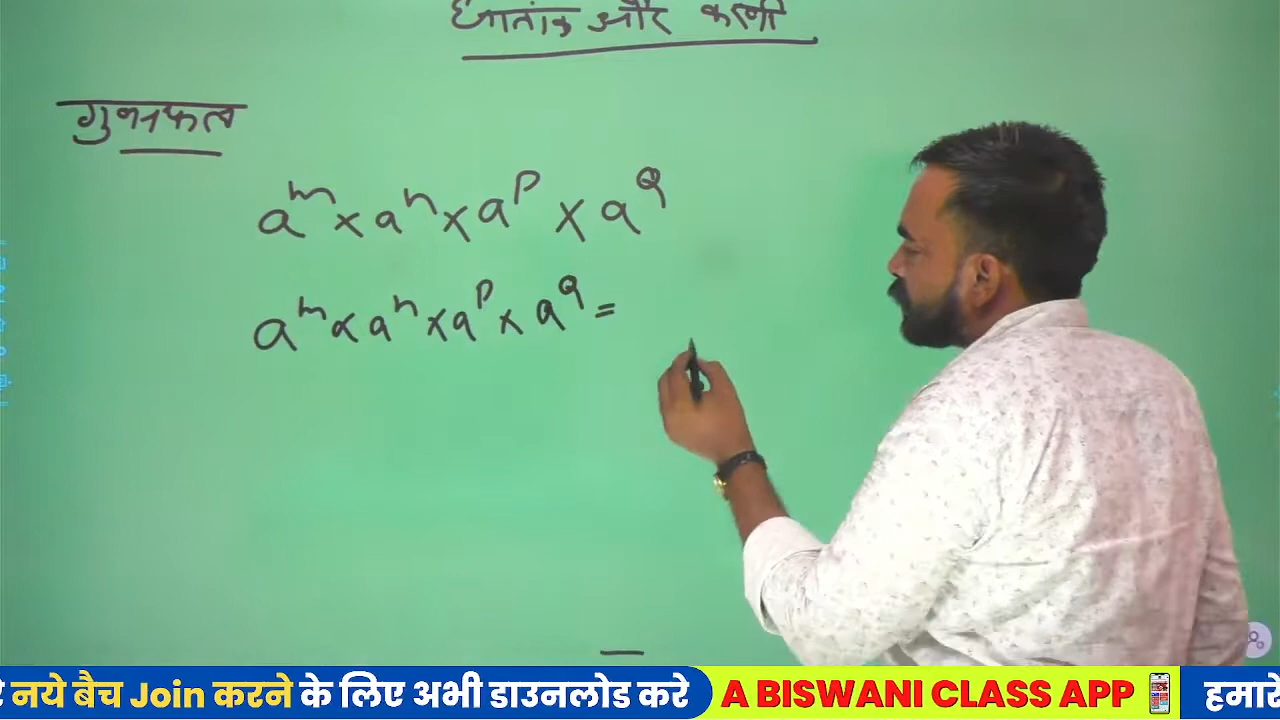 घातांक और करणी
गुणनफल
a^m × a^n × a^p × a^Q
a^m × a^n × a^p × a^Q =
नये बैच Join करने के लिए अभी डाउनलोड करे
A BISWANI CLASS APP
हमारे